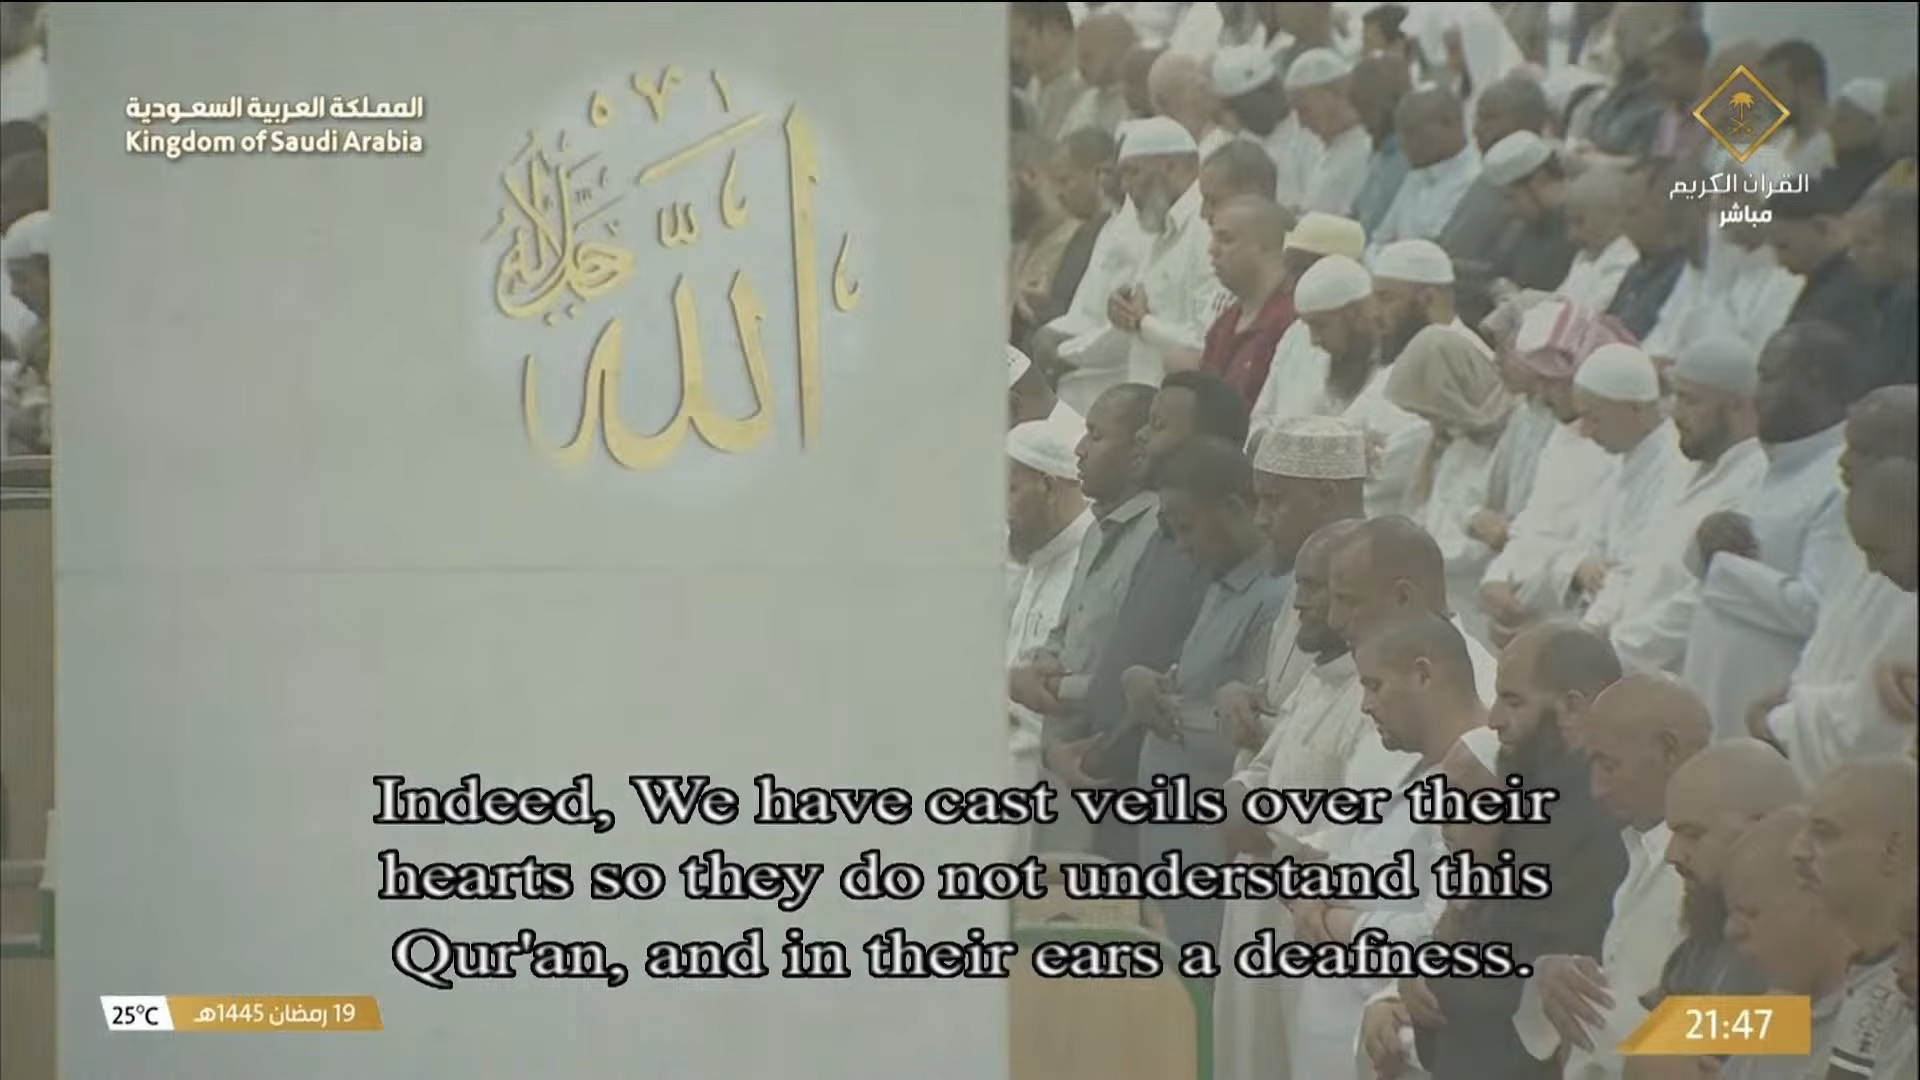 المملكة العربية السعودية
Kingdom of Saudi Arabia
الله
جل جلاله
القرآن الكريم
مباشر
Indeed, We have cast veils over their
hearts so they do not understand this
Qur'an, and in their ears a deafness.
25°C
19 رمضان 1445هـ
21:47